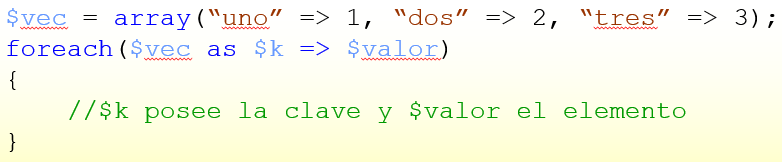 $vec = array(“uno” => 1, “dos” => 2, “tres” => 3);
foreach($vec as $k => $valor)
{
    //$k posee la clave y $valor el elemento
}